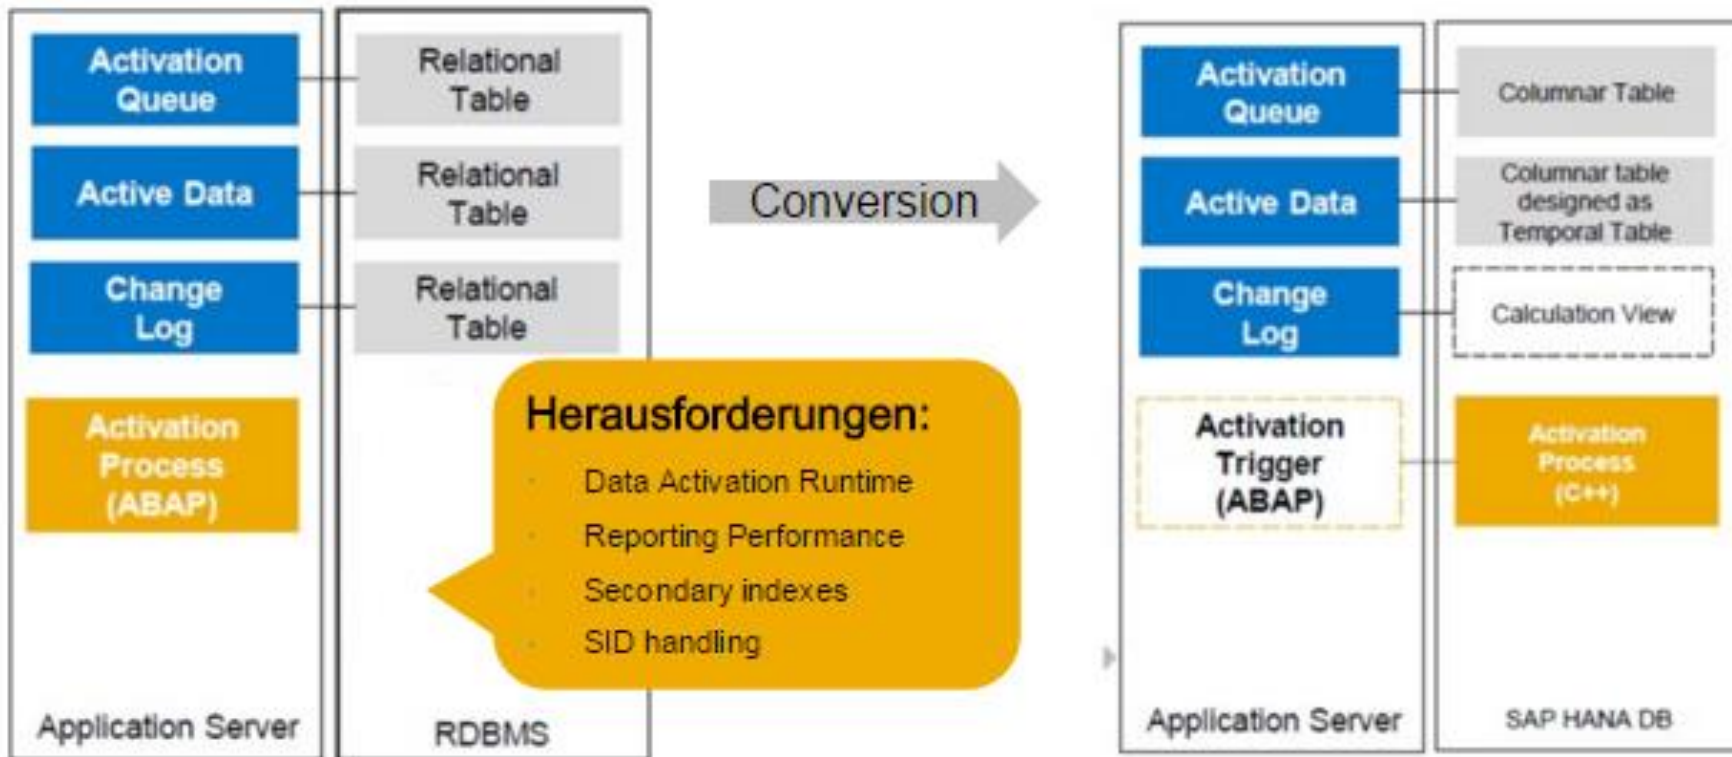 Activation
Queue
Relational
Table
Active Data
Relational
Table
Change
Log
Relational
Table
Activation
Process
(ABAP)
Application Server
RDBMS
Conversion
Herausforderungen:
Data Activation Runtime
Reporting Performance
Secondary indexes
SID handling
Activation
Queue
Columnar Table
Active Data
Columnar table
designed as
Temporal Table
Change
Log
Calculation View
Activation
Trigger
(ABAP)
Activation
Process
(C++)
Application Server
SAP HANA DB